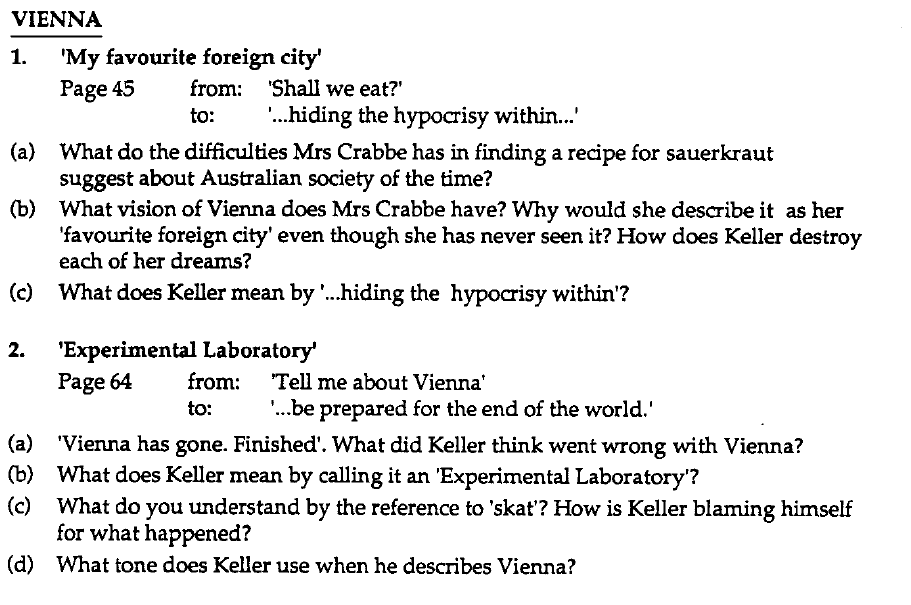 VIENNA
1. 'My favourite foreign city'
Page 45 from: 'Shall we eat?'
to: '...hiding the hypocrisy within...'
(a) What do the difficulties Mrs Crabbe has in finding a recipe for sauerkraut
suggest about Australian society of the time?
(b) What vision of Vienna does Mrs Crabbe have? Why would she describe it as her
'favourite foreign city' even though she has never seen it? How does Keller destroy
each of her dreams?
(c) What does Keller mean by '...hiding the hypocrisy within'?
2. 'Experimental Laboratory'
Page 64 from: 'Tell me about Vienna'
to: '...be prepared for the end of the world.'
(a) 'Vienna has gone. Finished'. What did Keller think went wrong with Vienna?
(b) What does Keller mean by calling it an 'Experimental Laboratory'?
(c) What do you understand by the reference to 'skat'? How is Keller blaming himself
for what happened?
(d) What tone does Keller use when he describes Vienna?